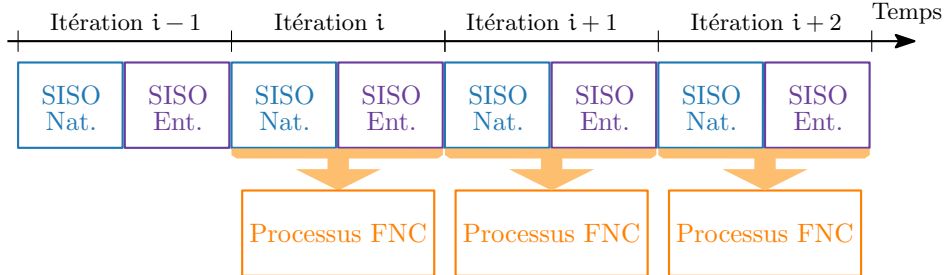 Temps
Itération i − 1 Itération i Itération i + 1 Itération i + 2
SISO SISO SISO SISO SISO SISO SISO SISO
Nat. Ent. Nat. Ent. Nat. Ent. Nat. Ent.
Processus FNC Processus FNC Processus FNC